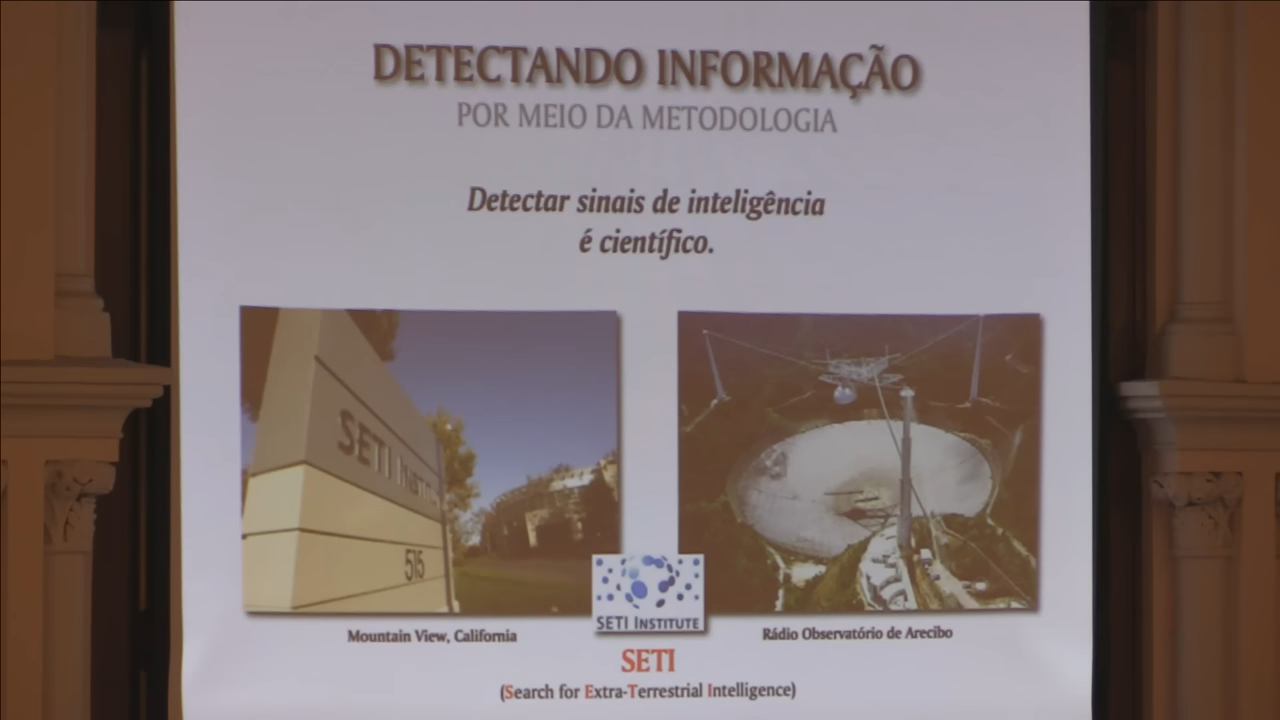 DETECTANDO INFORMAÇÃO
POR MEIO DA METODOLOGIA
Detectar sinais de inteligência
é científico.
SETI INSTITU
515
SETI INSTITUTE
Mountain View, California
Rádio Observatório de Arecibo
SETI
(Search for Extra-Terrestrial Intelligence)